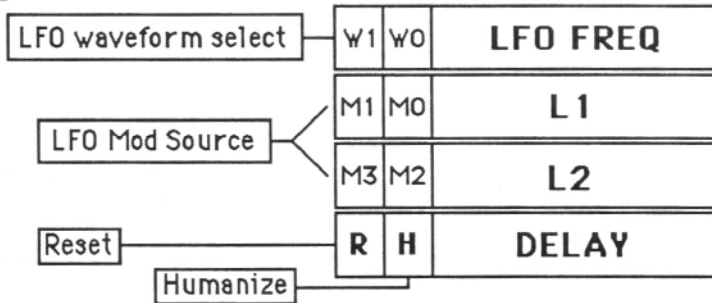 LFO waveform select W1 W0 LFO FREQ
M1 M0 L1
LFO Mod Source
M3 M2 L2
Reset R H DELAY
Humanize